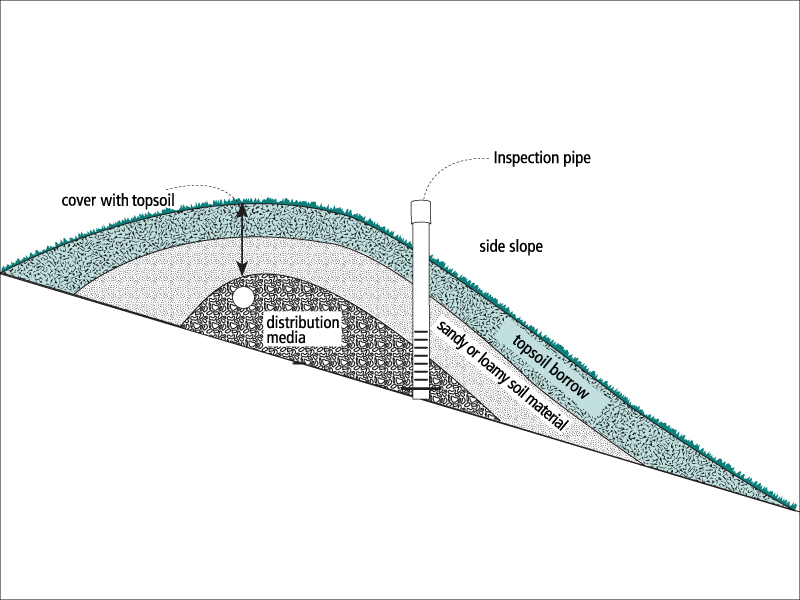 Inspection pipe
cover with topsoil
side slope
distribution
media
topsoil borrow
sandy or loamy soil material